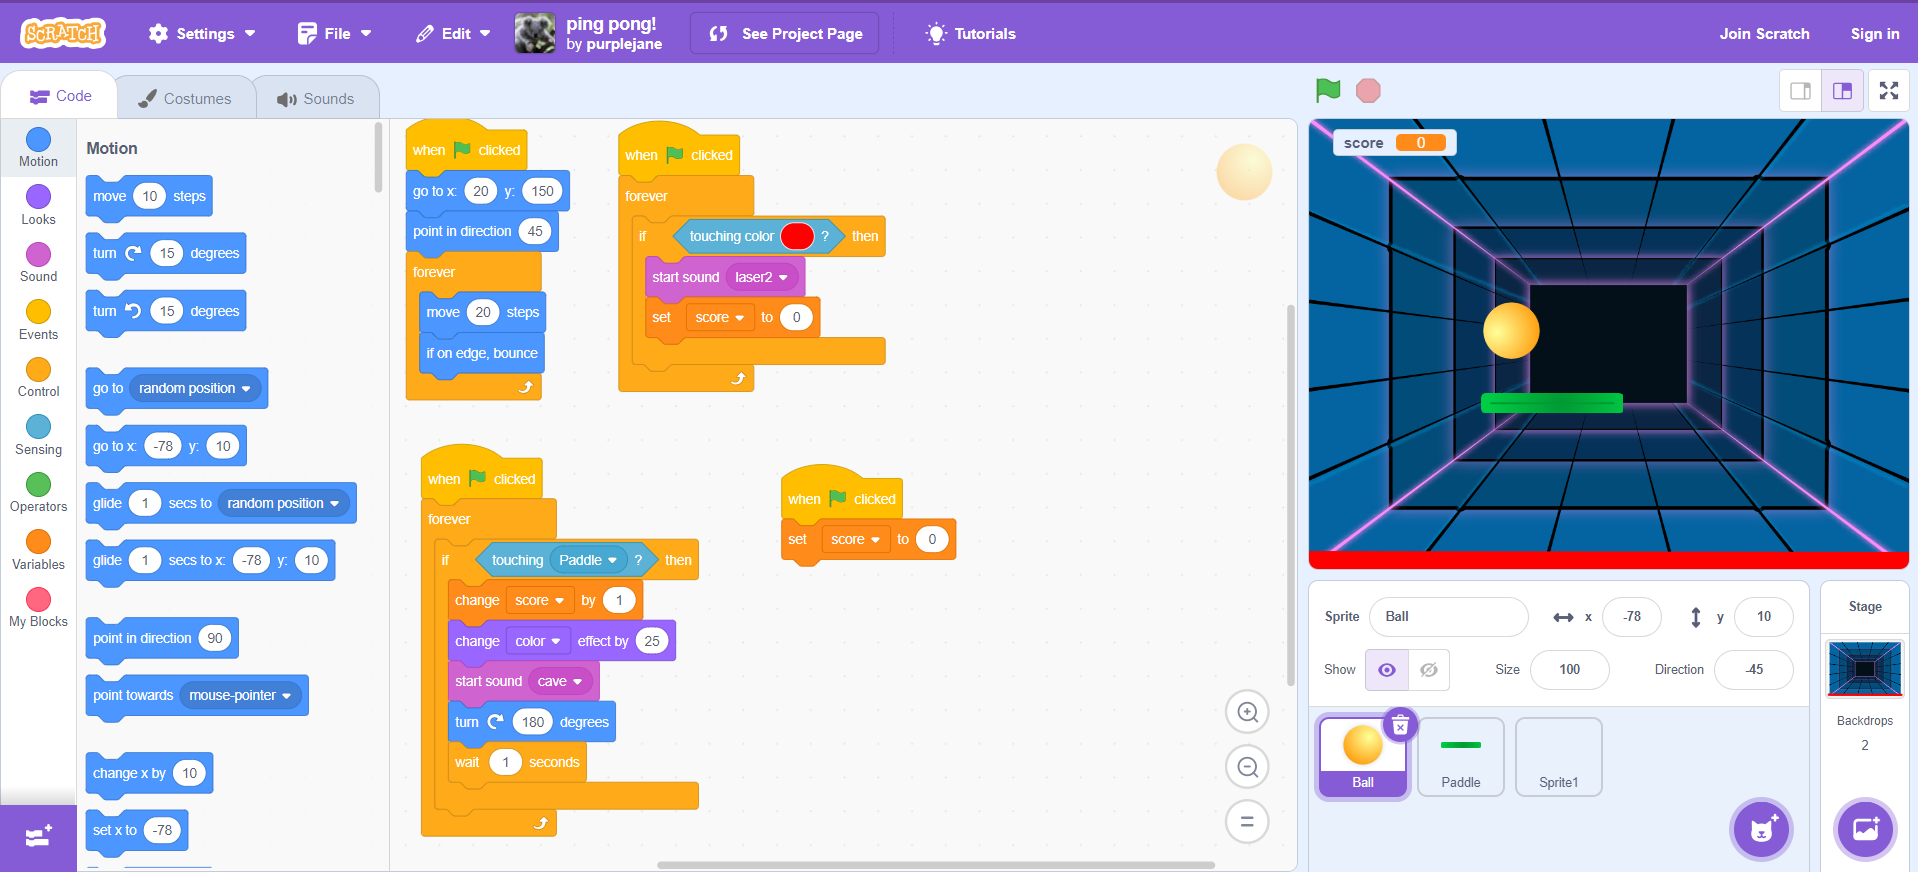 SCRATCH
Settings
File
Edit
ping pong!
by purplejane
See Project Page
Tutorials
Join Scratch
Sign in
Code
Costumes
Sounds
Motion
Looks
Sound
Events
Control
Sensing
Operators
Variables
My Blocks
Motion
move 10 steps
turn 15 degrees
turn 15 degrees
go to random position
go to x: -78 y: 10
glide 1 secs to random position
glide 1 secs to x: -78 y: 10
point in direction 90
point towards mouse-pointer
change x by 10
set x to -78
when clicked
go to x: 20 y: 150
point in direction 45
forever
move 20 steps
if on edge, bounce
when clicked
forever
if touching color ? then
start sound laser2
set score to 0
when clicked
forever
if touching Paddle ? then
change score by 1
change color effect by 25
start sound cave
turn 180 degrees
wait 1 seconds
when clicked
set score to 0
score 0
Sprite Ball x -78 y 10
Show Size 100 Direction -45
Ball
Paddle
Sprite1
Stage
Backdrops
2